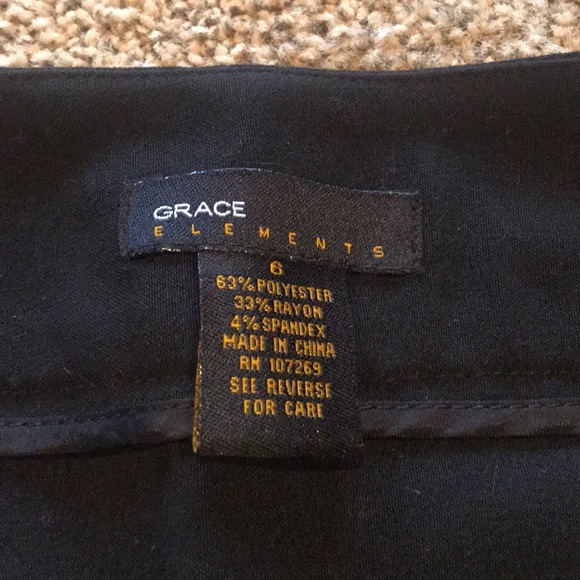 GRACE
ELEMENTS
6
63% POLYESTER
33% RAYON
4% SPANDEX
MADE IN CHINA
RN 107269
SEE REVERSE
FOR CARE